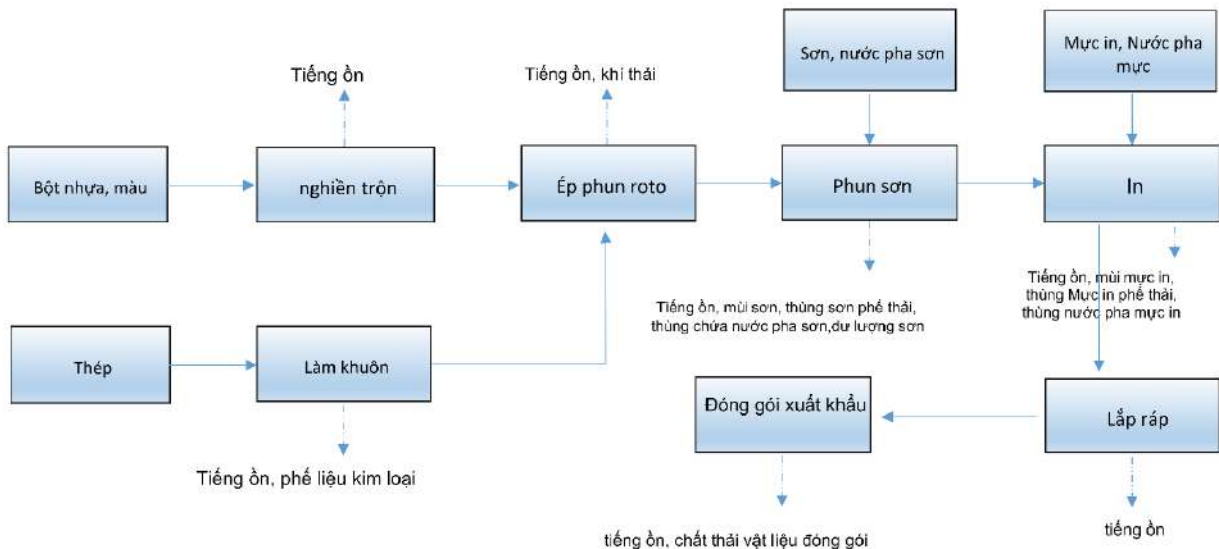 Sơn, nước pha sơn
Mực in, Nước pha
mực
Tiếng ồn
Tiếng ồn, khí thải
Bột nhựa, màu
nghiền trộn
Ép phun roto
Phun sơn
In
Tiếng ồn, mùi sơn, thùng sơn phế thải,
thùng chứa nước pha sơn,dư lượng sơn
Tiếng ồn, mùi mực in,
thùng Mực in phế thải,
thùng nước pha mực in
Thép
Làm khuôn
Đóng gói xuất khẩu
Lắp ráp
Tiếng ồn, phế liệu kim loại
tiếng ồn, chất thải vật liệu đóng gói
tiếng ồn